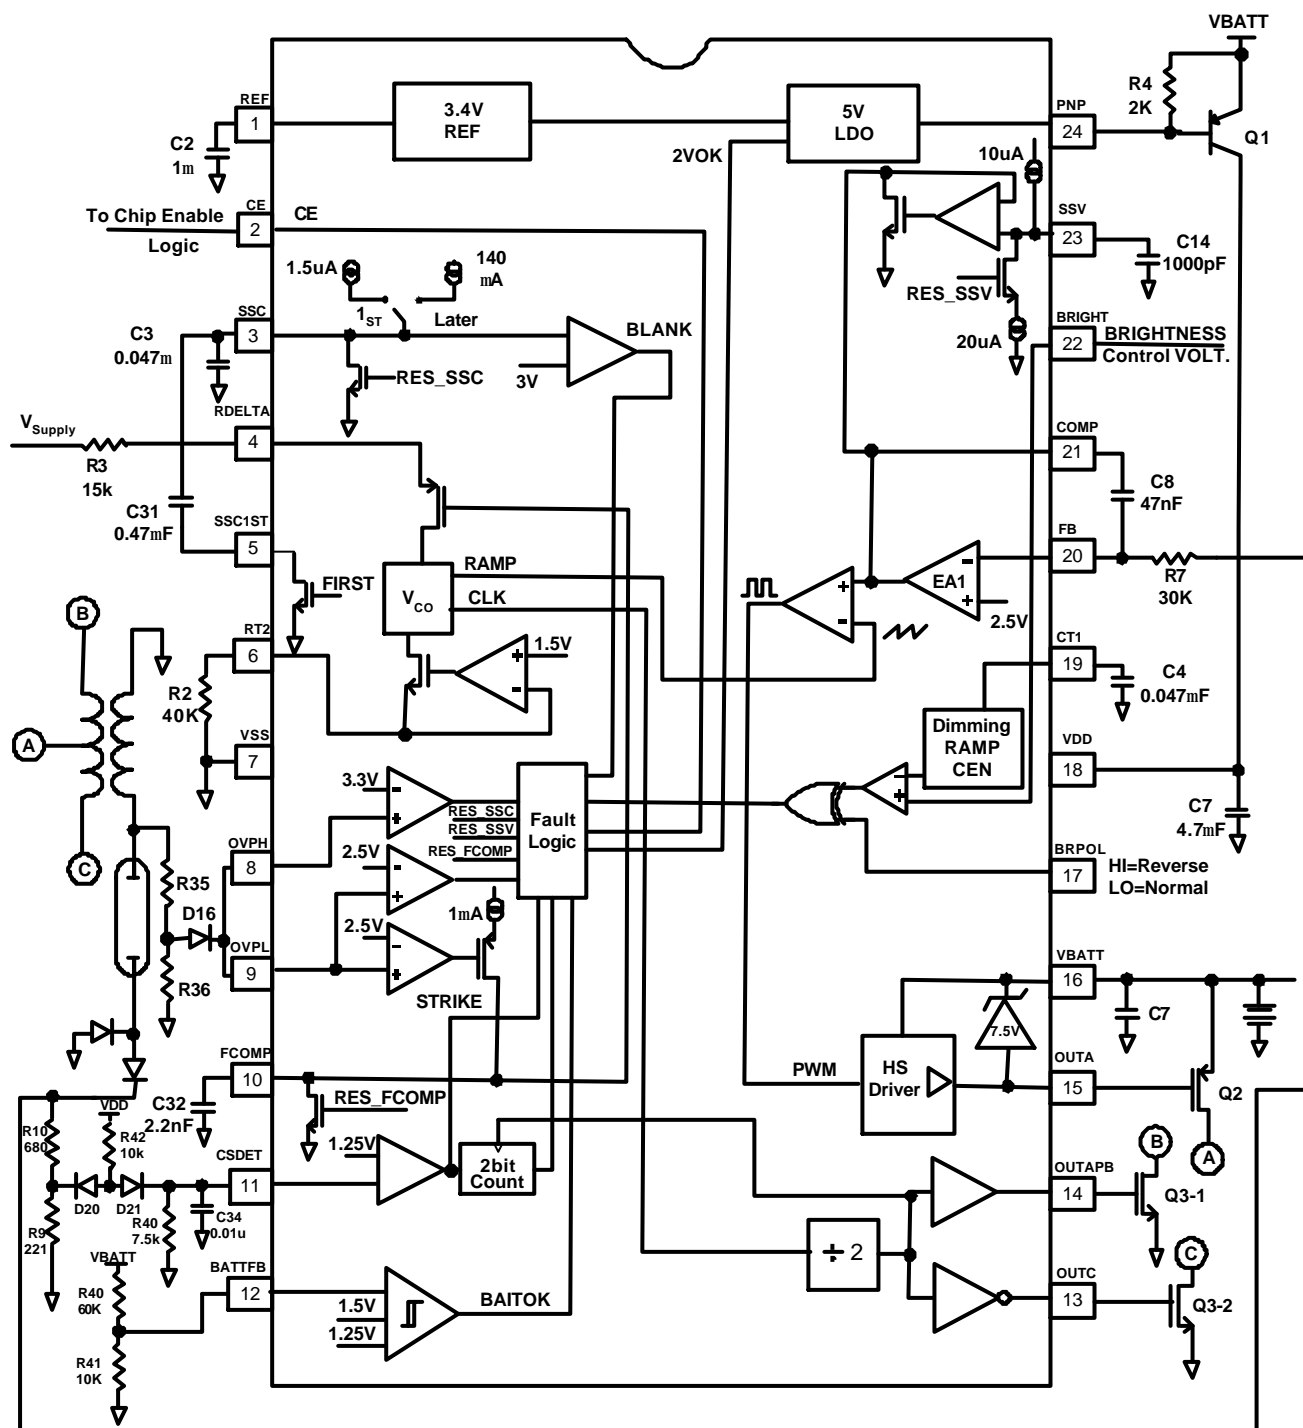 VBATT
R4
2K
Q1
REF
1
C2
1m
3.4V
REF
5V
LDO
PNP
24
2VOK
10uA
CE
2
CE
To Chip Enable
Logic
SSV
23
C14
1000pF
RES_SSV
20uA
1.5uA
140
mA
1ST
Later
SSC
3
C3
0.047m
BLANK
3V
RES_SSC
BRIGHT
22
BRIGHTNESS
Control VOLT.
RDELTA
4
VSupply
R3
15k
COMP
21
C8
47nF
C31
0.47mF
SSC1ST
5
FIRST
VCO
RAMP
CLK
EA1
2.5V
FB
20
R7
30K
B
RT2
6
1.5V
R2
40K
CT1
19
C4
0.047mF
A
VSS
7
Dimming
RAMP
CEN
VDD
18
C7
4.7mF
3.3V
RES_SSC
RES_SSV
RES_FCOMP
Fault
Logic
OVPH
8
C
R35
2.5V
BRPOL
17
HI=Reverse
LO=Normal
D16
OVPL
9
R36
2.5V
1mA
STRIKE
VBATT
16
C7
7.5V
HS
Driver
PWM
OUTA
15
Q2
A
FCOMP
10
C32
2.2nF
RES_FCOMP
VDD
R10
680
R42
10k
CSDET
11
1.25V
2bit
Count
D20
D21
C34
0.01u
R9
221
R40
7.5k
OUTAPB
14
B
Q3-1
÷ 2
VBATT
BATTFB
12
R40
60K
1.5V
1.25V
BAITOK
R41
10K
OUTC
13
C
Q3-2